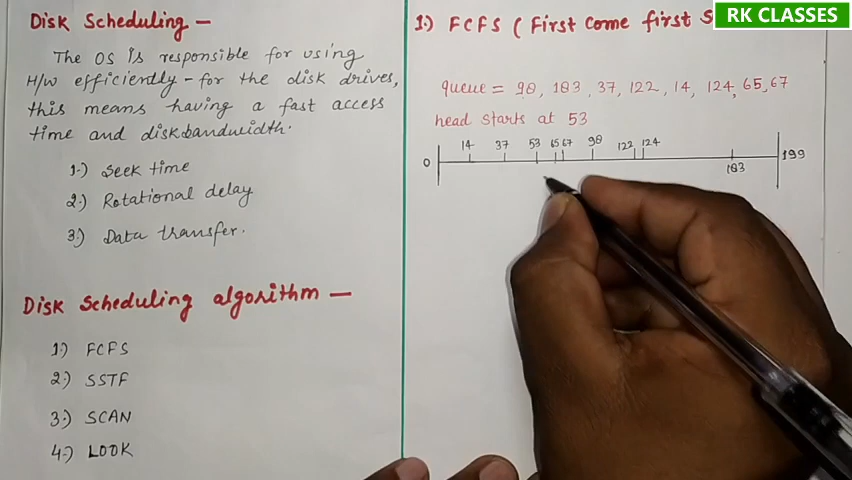 Disk Scheduling -
The OS is responsible for using
H/W efficiently - for the disk drives,
this means having a fast access
time and disk bandwidth.
1.) Seek time
2.) Rotational delay
3.) Data transfer.
Disk Scheduling algorithm -
1.) FCFS
2.) SSTF
3.) SCAN
4.) LOOK
RK CLASSES
1.) FCFS ( First Come first S
queue = 98, 183, 37, 122, 14, 124, 65, 67
head starts at 53
0 14 37 53 65 67 98 122 124 183 199